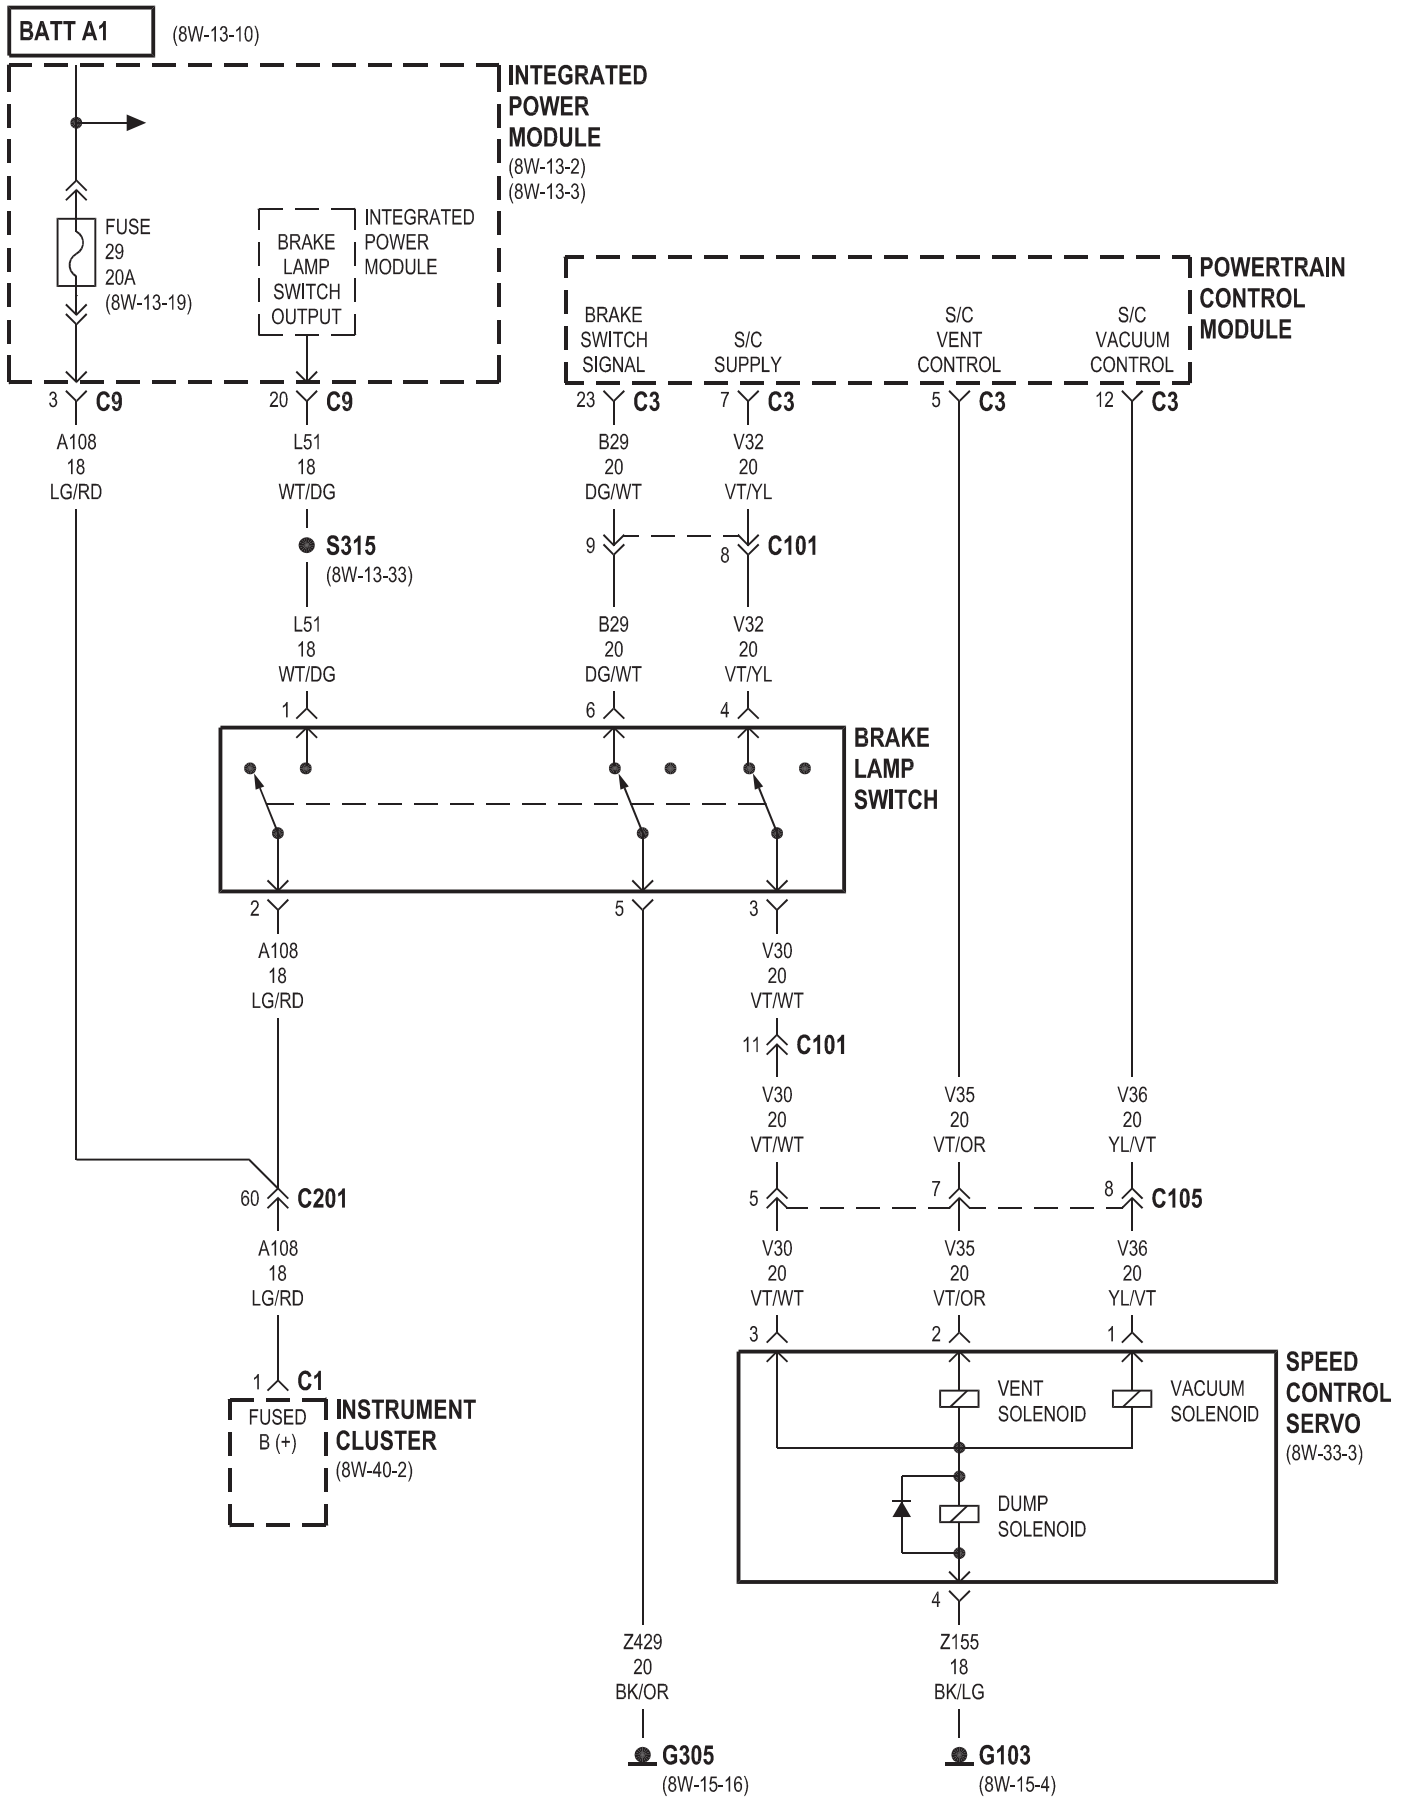 BATT A1
(8W-13-10)
INTEGRATED
POWER
MODULE
(8W-13-2)
(8W-13-3)
FUSE
29
20A
(8W-13-19)
INTEGRATED
POWER
MODULE
BRAKE
LAMP
SWITCH
OUTPUT
POWERTRAIN
CONTROL
MODULE
BRAKE
SWITCH
SIGNAL
S/C
SUPPLY
S/C
VENT
CONTROL
S/C
VACUUM
CONTROL
3 C9
20 C9
23 C3
7 C3
5 C3
12 C3
A108
18
LG/RD
L51
18
WT/DG
B29
20
DG/WT
V32
20
VT/YL
S315
(8W-13-33)
9
8 C101
L51
18
WT/DG
B29
20
DG/WT
V32
20
VT/YL
1
6
4
BRAKE
LAMP
SWITCH
2
5
3
A108
18
LG/RD
V30
20
VT/WT
11 C101
V30
20
VT/WT
V35
20
VT/OR
V36
20
YL/VT
60 C201
5
7
8 C105
A108
18
LG/RD
V30
20
VT/WT
V35
20
VT/OR
V36
20
YL/VT
3
2
1
1 C1
FUSED
B (+)
INSTRUMENT
CLUSTER
(8W-40-2)
SPEED
CONTROL
SERVO
(8W-33-3)
VENT
SOLENOID
VACUUM
SOLENOID
DUMP
SOLENOID
4
Z429
20
BK/OR
Z155
18
BK/LG
G305
(8W-15-16)
G103
(8W-15-4)